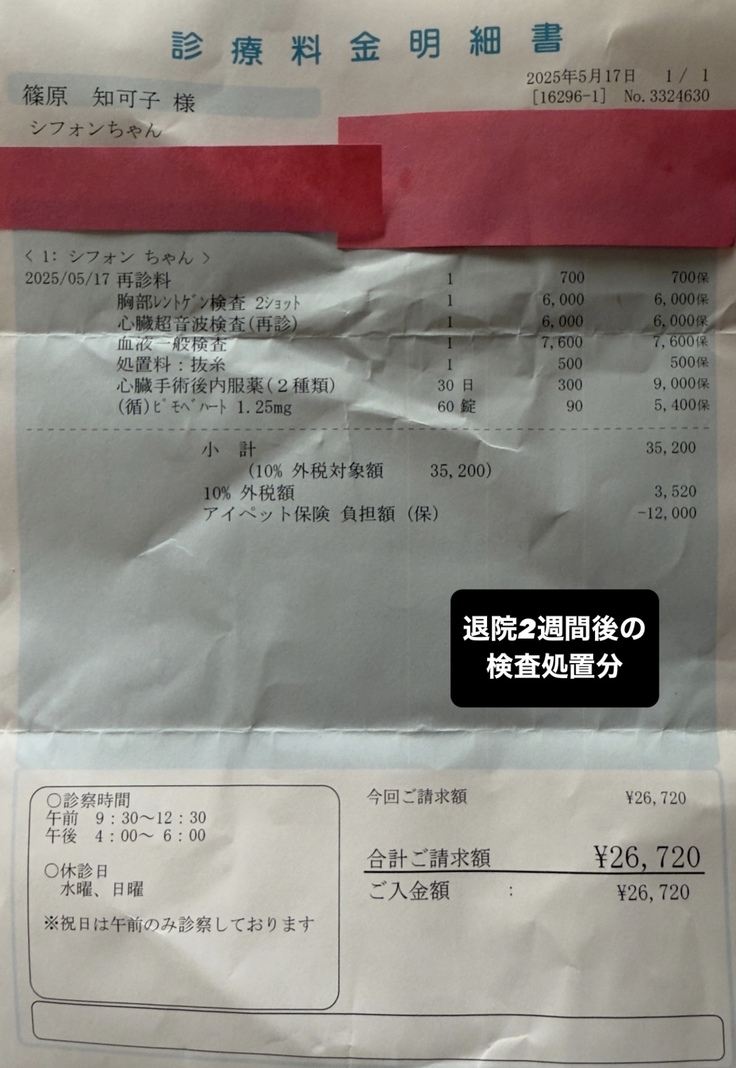 診療料金明細書
2025年5月17日 1/ 1
[16296-1] No.3324630
篠原 知可子 様
シフォンちゃん
< 1: シフォン ちゃん >
2025/05/17 再診料 1 700 700保
胸部ﾚﾝﾄｹﾞﾝ検査 2ｼｮｯﾄ 1 6,000 6,000保
心臓超音波検査(再診) 1 6,000 6,000保
血液一般検査 1 7,600 7,600保
処置料:抜糸 1 500 500保
心臓手術後内服薬(２種類) 30 日 300 9,000保
(循)ﾋﾟﾓﾍﾞﾊｰﾄ 1.25mg 60 錠 90 5,400保
小 計 35,200
(10% 外税対象額 35,200)
10% 外税額 3,520
アイペット保険 負担額 (保) -12,000
退院2週間後の
検査処置分
〇診察時間
午前 9:30〜12:30
午後 4:00〜 6:00
〇休診日
水曜、日曜
※祝日は午前のみ診察しております
今回ご請求額 ¥26,720
合計ご請求額 ¥26,720
ご入金額 : ¥26,720